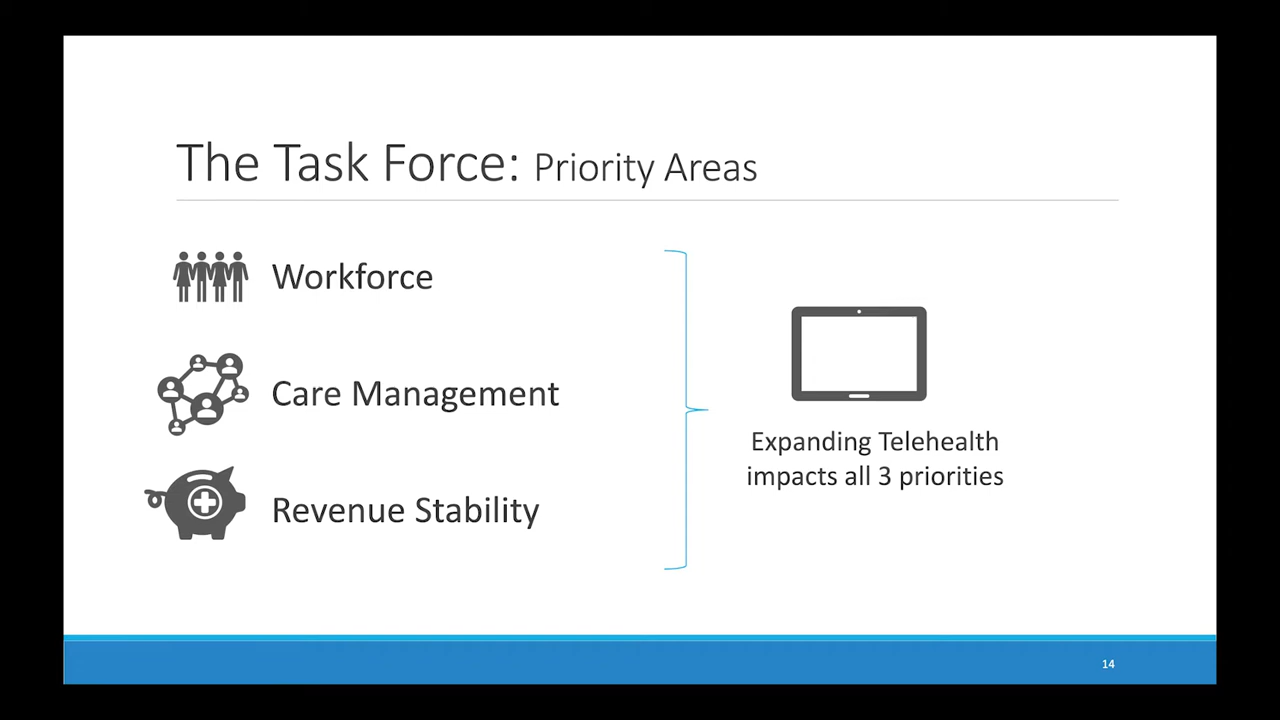 The Task Force: Priority Areas
Workforce
Care Management
Revenue Stability
Expanding Telehealth
impacts all 3 priorities
14